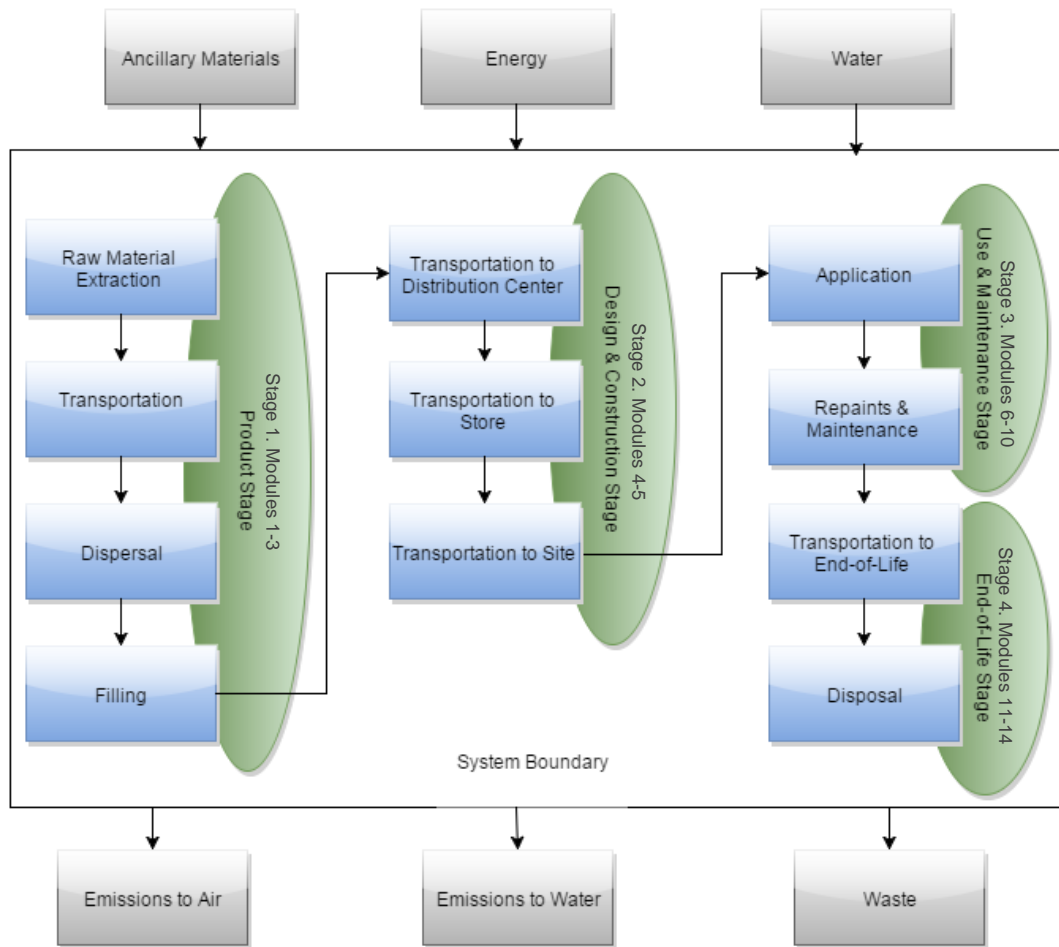 Ancillary Materials
Energy
Water
Raw Material
Extraction
Transportation
Dispersal
Filling
Stage 1. Modules 1-3
Product Stage
Transportation to
Distribution Center
Transportation to
Store
Transportation to Site
Stage 2. Modules 4-5
Design & Construction Stage
Application
Repaints &
Maintenance
Stage 3. Modules 6-10
Use & Maintenance Stage
Transportation to
End-of-Life
Disposal
Stage 4. Modules 11-14
End-of-Life Stage
System Boundary
Emissions to Air
Emissions to Water
Waste